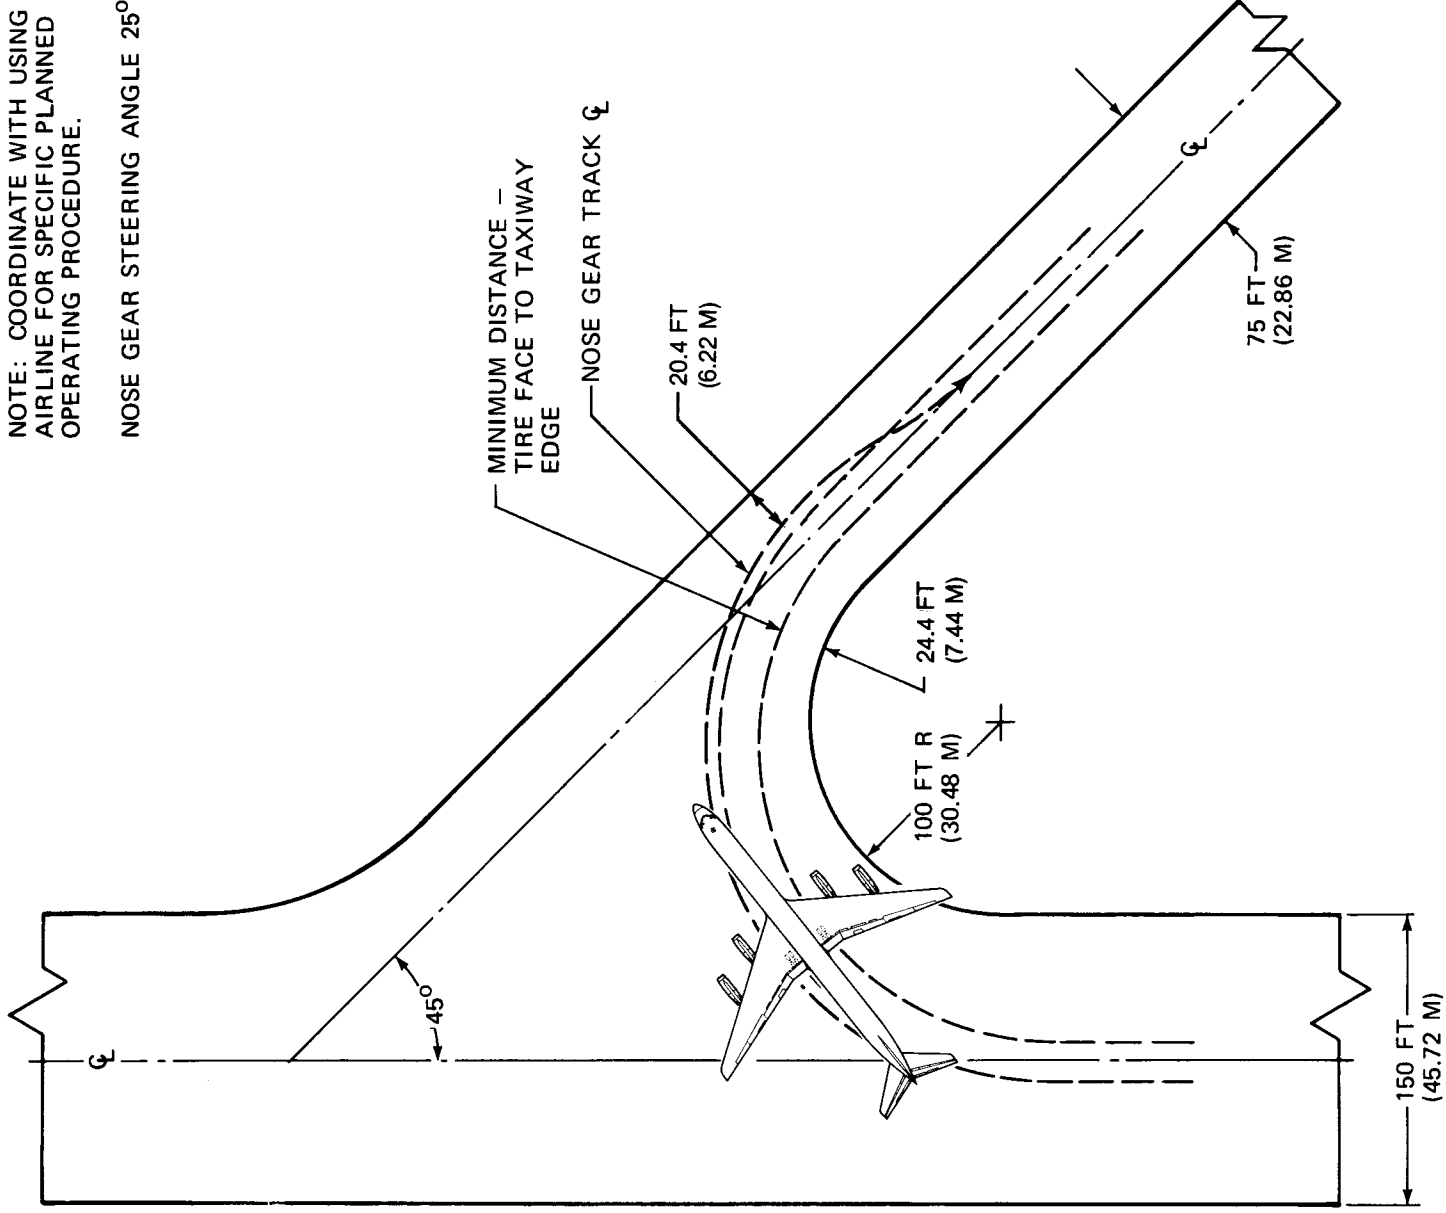 NOTE: COORDINATE WITH USING
AIRLINE FOR SPECIFIC PLANNED
OPERATING PROCEDURE.
NOSE GEAR STEERING ANGLE 25°
MINIMUM DISTANCE –
TIRE FACE TO TAXIWAY
EDGE
NOSE GEAR TRACK ℄
20.4 FT
(6.22 M)
℄
75 FT
(22.86 M)
24.4 FT
(7.44 M)
100 FT R
(30.48 M)
45°
℄
150 FT
(45.72 M)